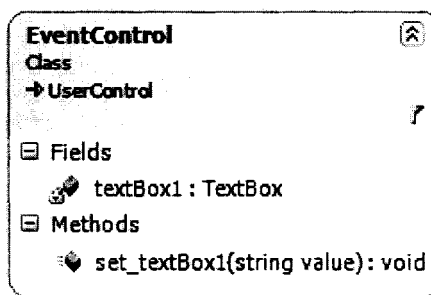 EventControl
Class
UserControl
Fields
textBox1 : TextBox
Methods
set_textBox1(string value) : void